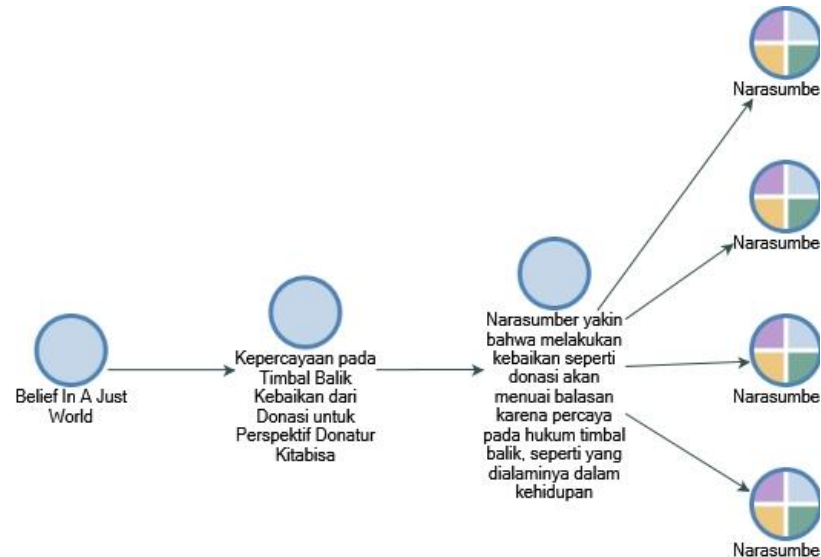 Belief In A Just
World
Kepercayaan pada
Timbal Balik
Kebaikan dari
Donasi untuk
Perspektif Donatur
Kitabisa
Narasumber yakin
bahwa melakukan
kebaikan seperti
donasi akan
menuai balasan
karena percaya
pada hukum timbal
balik, seperti yang
dialaminya dalam
kehidupan
Narasumbe
Narasumbe
Narasumbe
Narasumbe